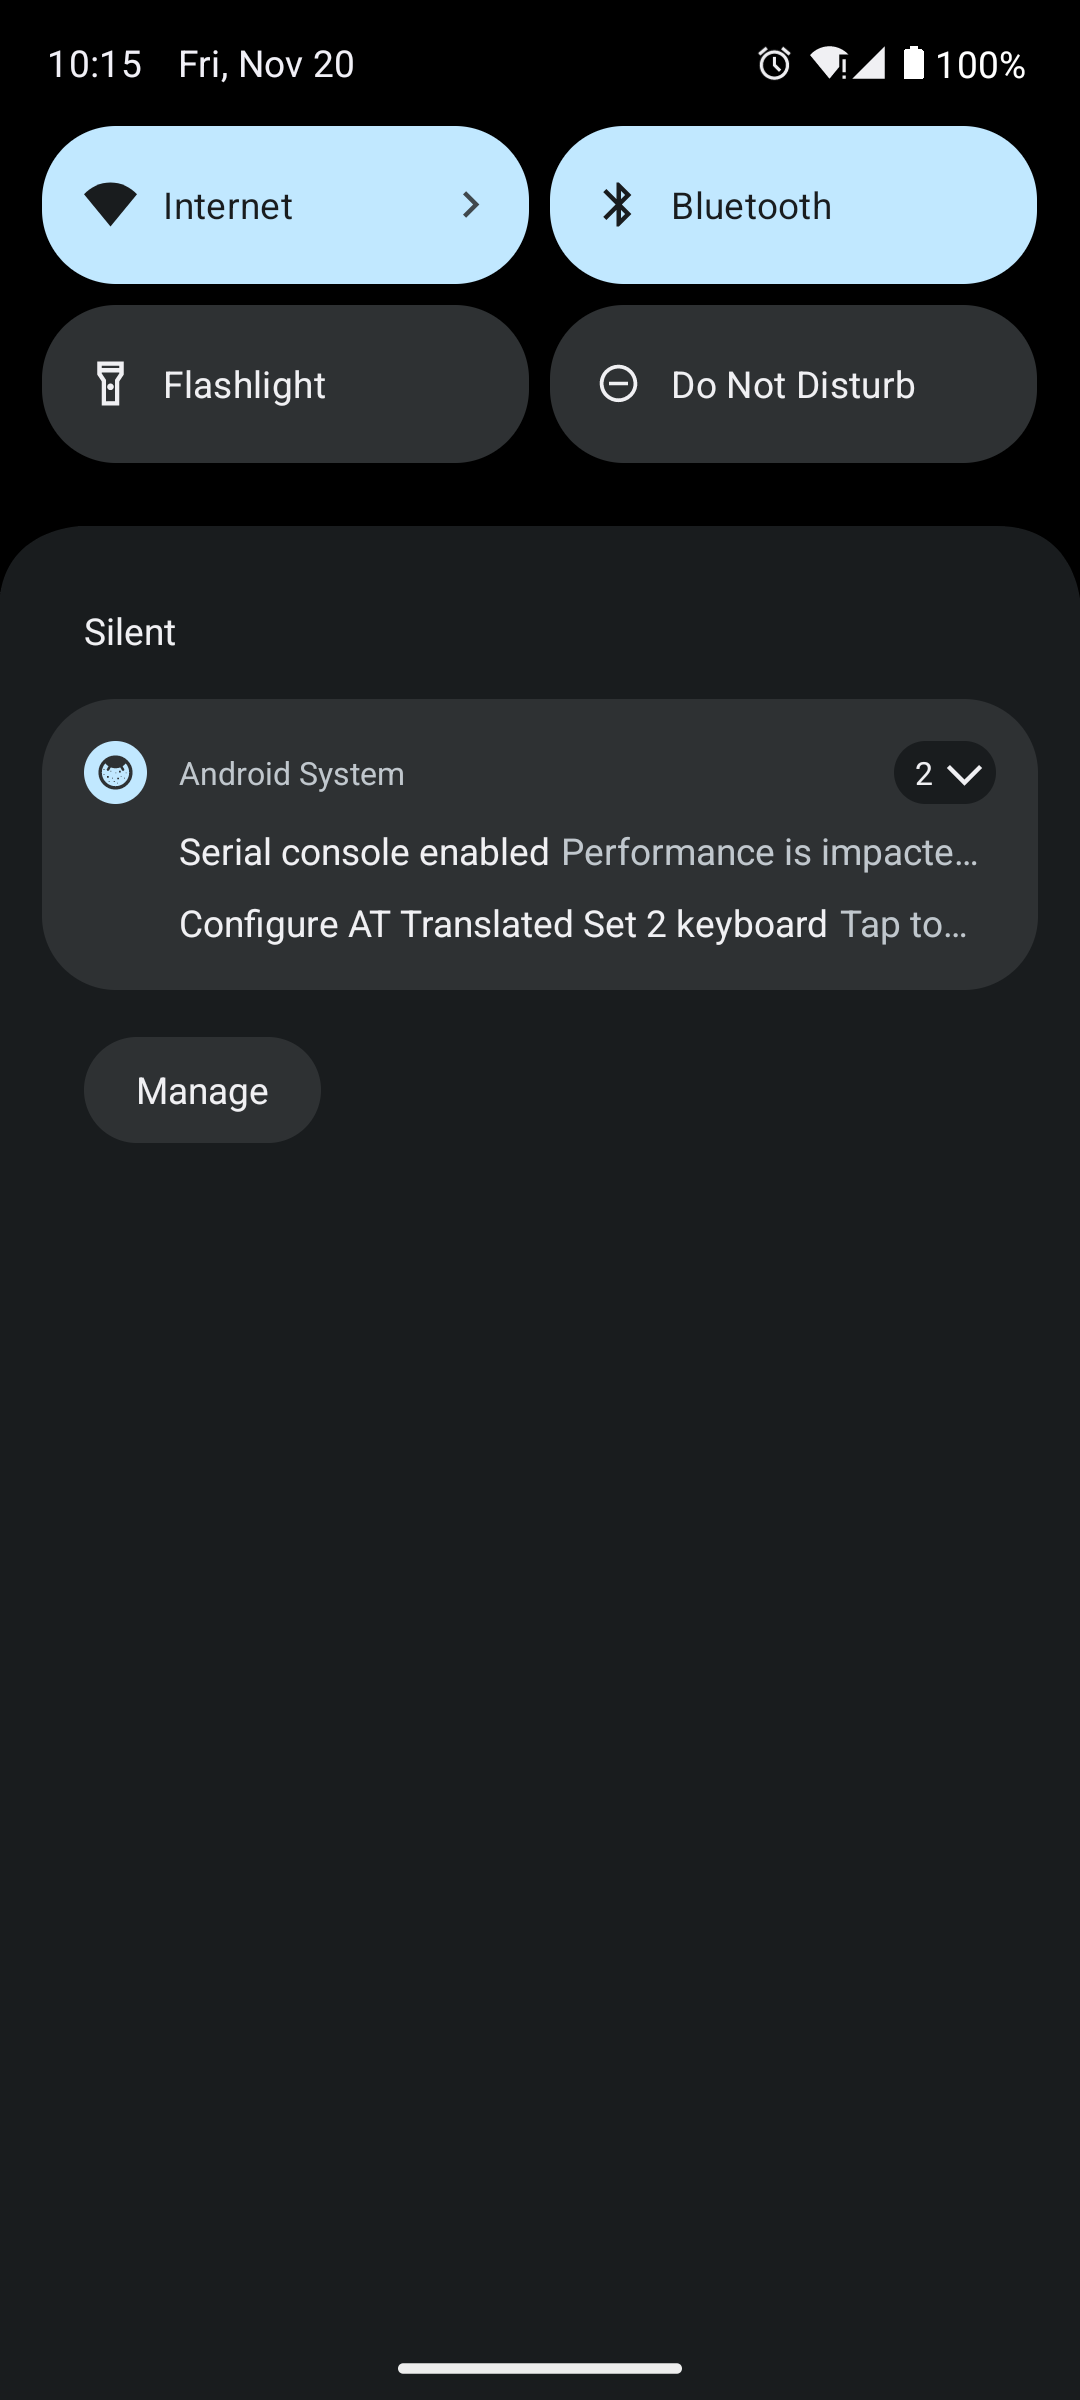 10:15 Fri, Nov 20 100%
Internet
Bluetooth
Flashlight
Do Not Disturb
Silent
Android System 2
Serial console enabled Performance is impacte...
Configure AT Translated Set 2 keyboard Tap to...
Manage